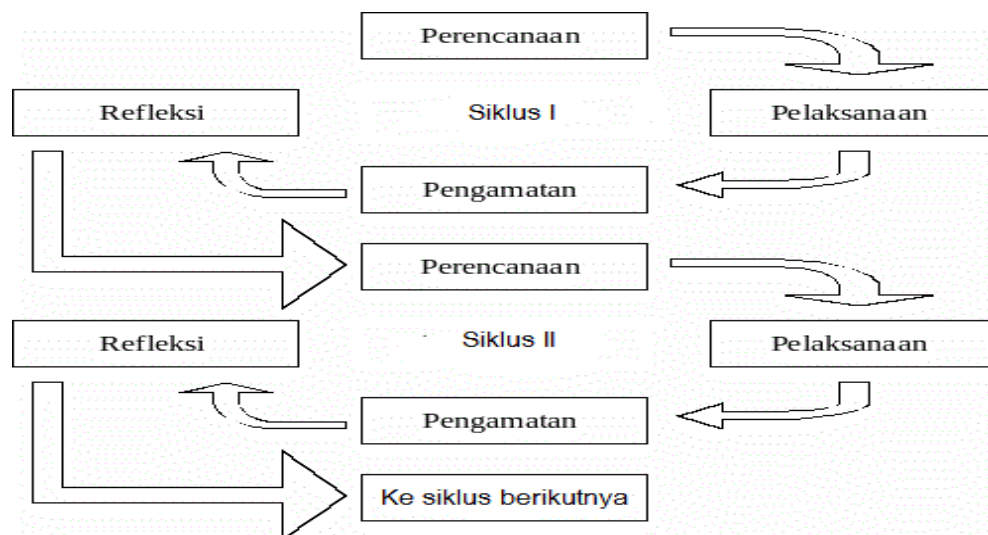 Perencanaan
Refleksi
Siklus I
Pelaksanaan
Pengamatan
Perencanaan
Refleksi
Siklus II
Pelaksanaan
Pengamatan
Ke siklus berikutnya